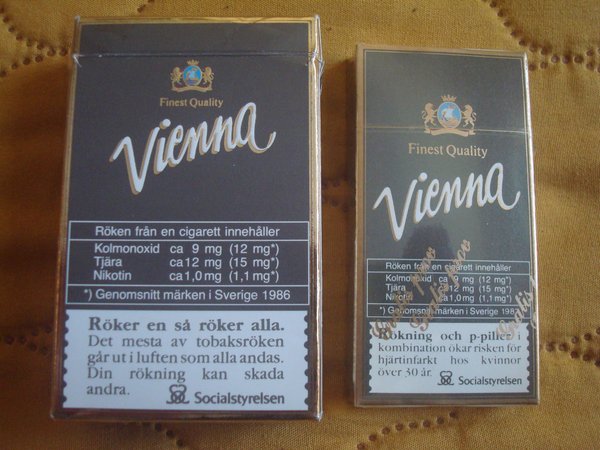 Finest Quality
Vienna
Röken från en cigarett innehåller
Kolmonoxid ca 9 mg (12 mg*)
Tjära ca 12 mg (15 mg*)
Nikotin ca 1,0 mg (1,1 mg*)
*) Genomsnitt märken i Sverige 1986
Röker en så röker alla.
Det mesta av tobaksröken
går ut i luften som alla andas.
Din rökning kan skada
andra.
Socialstyrelsen
Finest Quality
Vienna
Röken från en cigarett innehåller
Kolmonoxid ca 9 mg (12 mg*)
Tjära ca 12 mg (15 mg*)
Nikotin ca 1,0 mg (1,1 mg*)
*) Genomsnitt märken i Sverige 1986
Rökning och p-piller i
kombination ökar risken för
hjärtinfarkt hos kvinnor
över 30 år.
Socialstyrelsen